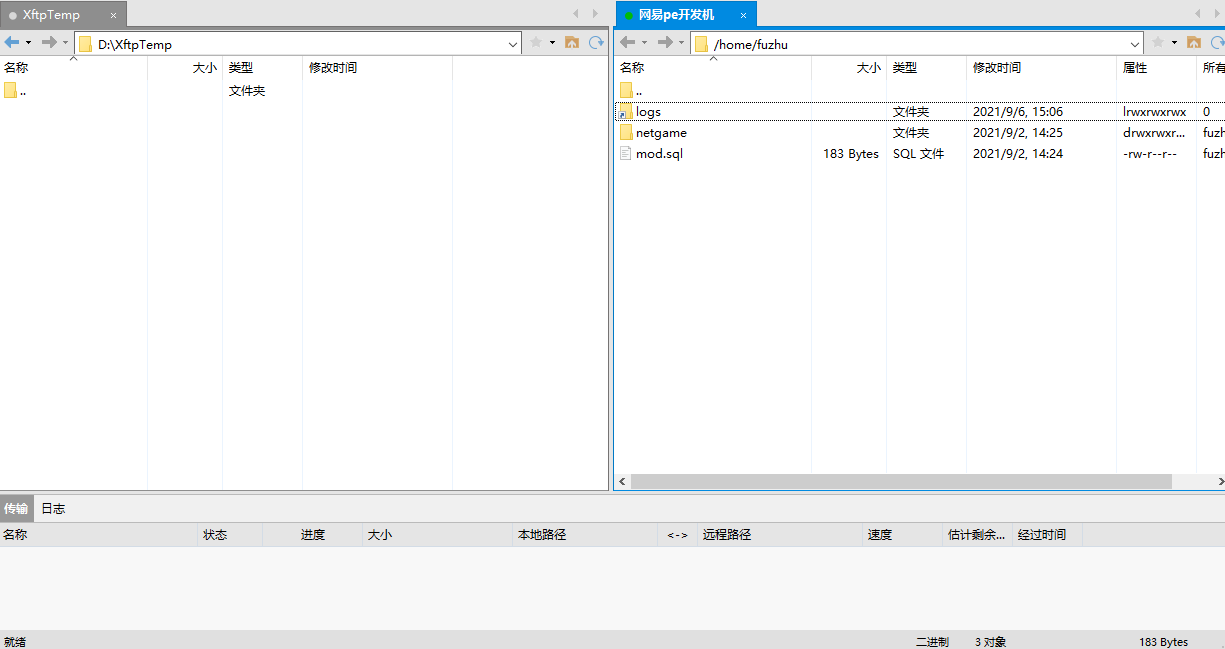 XftpTemp ×
网易pe开发机 ×
D:\XftpTemp
/home/fuzhu
名称 大小 类型 修改时间
.. 文件夹
名称 大小 类型 修改时间 属性 所有
..
logs 文件夹 2021/9/6, 15:06 lrwxrwxrwx 0
netgame 文件夹 2021/9/2, 14:25 drwxrwxr... fuzh
mod.sql 183 Bytes SQL 文件 2021/9/2, 14:24 -rw-r--r-- fuzh
传输 日志
名称 状态 进度 大小 本地路径 <-> 远程路径 速度 估计剩余... 经过时间
就绪 二进制 3 对象 183 Bytes